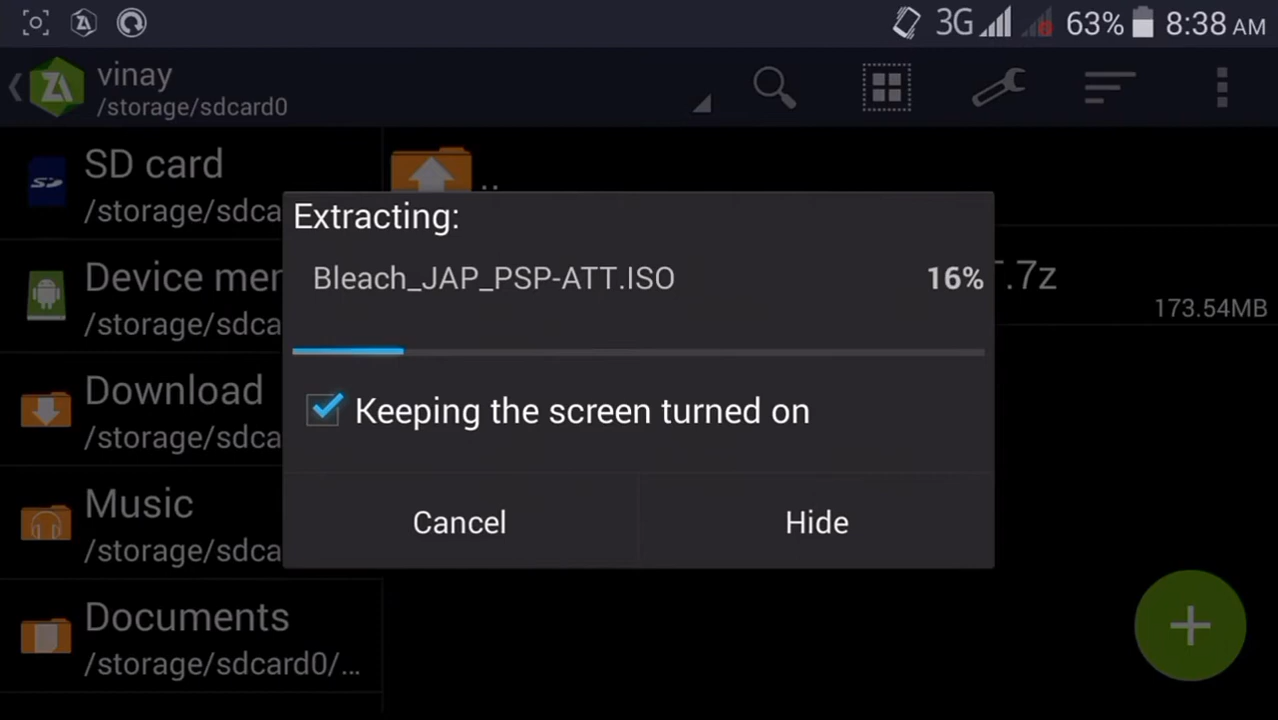 3G 63% 8:38 AM
vinay
/storage/sdcard0
SD card
/storage/sdca
Device mem
/storage/sdca
Download
/storage/sdca
Music
/storage/sdca
Documents
/storage/sdcard0/...
..
.7z
173.54MB
Extracting:
Bleach_JAP_PSP-ATT.ISO 16%
Keeping the screen turned on
Cancel Hide